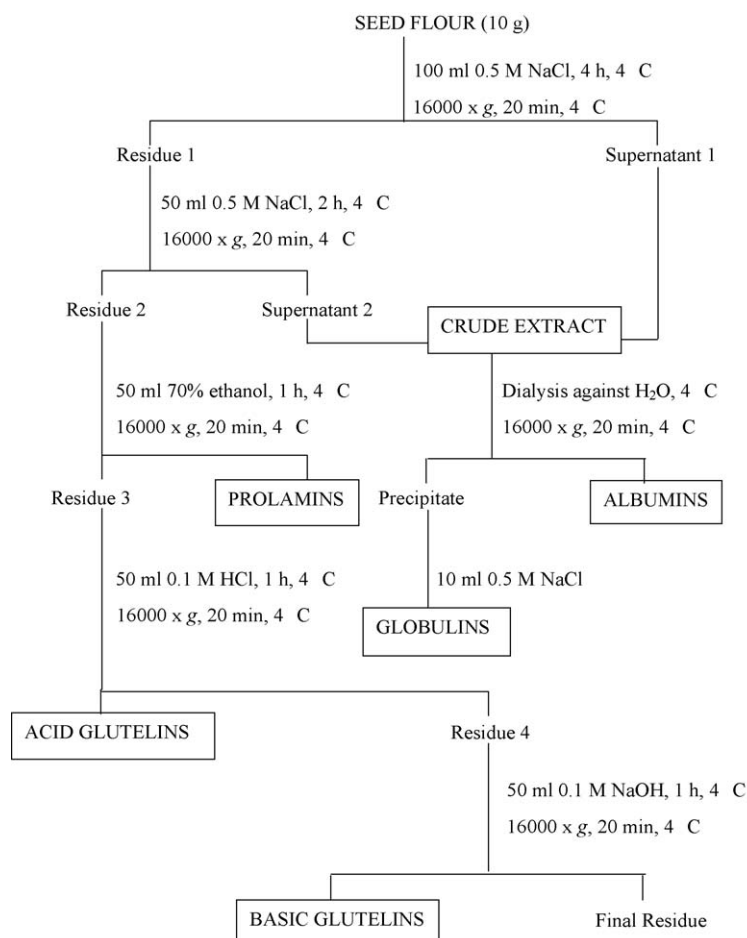 SEED FLOUR (10 g)
100 ml 0.5 M NaCl, 4 h, 4 C
16000 x g, 20 min, 4 C
Residue 1
Supernatant 1
50 ml 0.5 M NaCl, 2 h, 4 C
16000 x g, 20 min, 4 C
Residue 2
Supernatant 2
CRUDE EXTRACT
50 ml 70% ethanol, 1 h, 4 C
16000 x g, 20 min, 4 C
Dialysis against H₂O, 4 C
16000 x g, 20 min, 4 C
Residue 3
PROLAMINS
Precipitate
ALBUMINS
50 ml 0.1 M HCl, 1 h, 4 C
16000 x g, 20 min, 4 C
10 ml 0.5 M NaCl
GLOBULINS
ACID GLUTELINS
Residue 4
50 ml 0.1 M NaOH, 1 h, 4 C
16000 x g, 20 min, 4 C
BASIC GLUTELINS
Final Residue